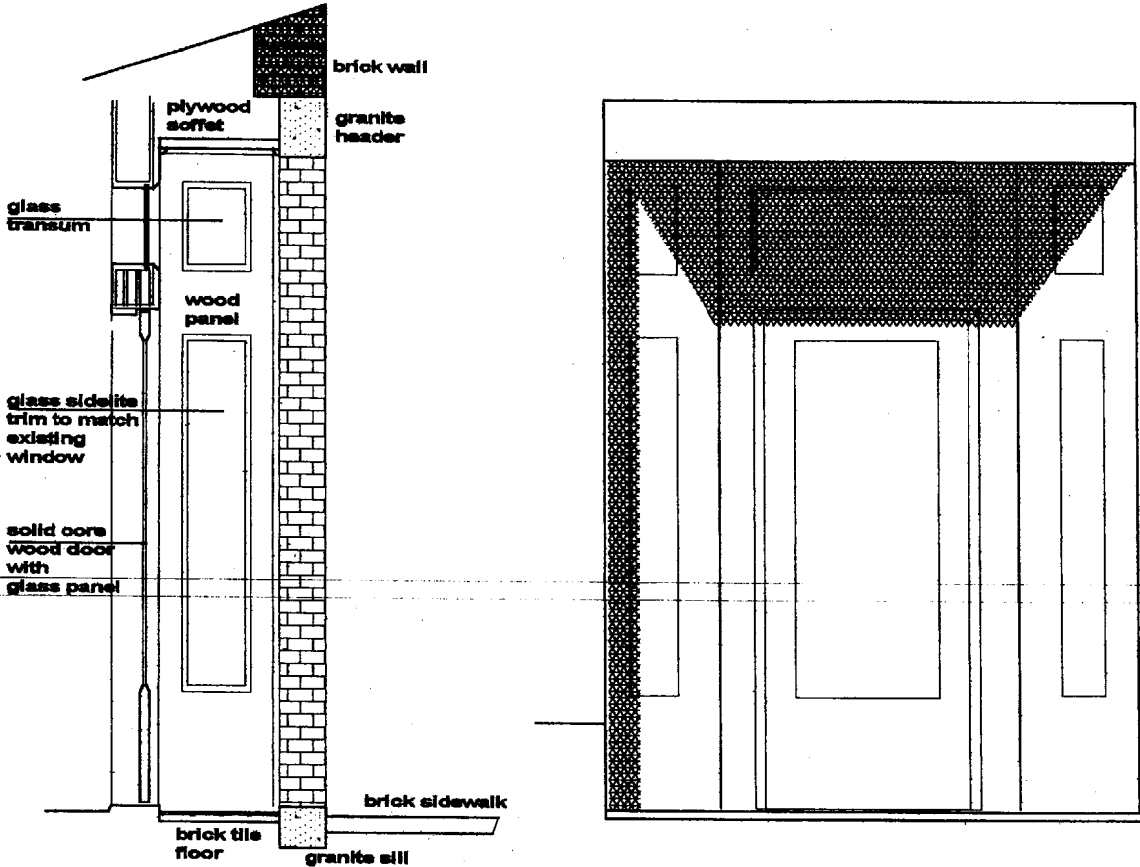 brick wall
plywood
soffet
granite
header
glass
transum
wood
panel
glass sidelite
trim to match
existing
window
solid core
wood door
with
glass panel
brick sidewalk
brick tile
floor
granite sill